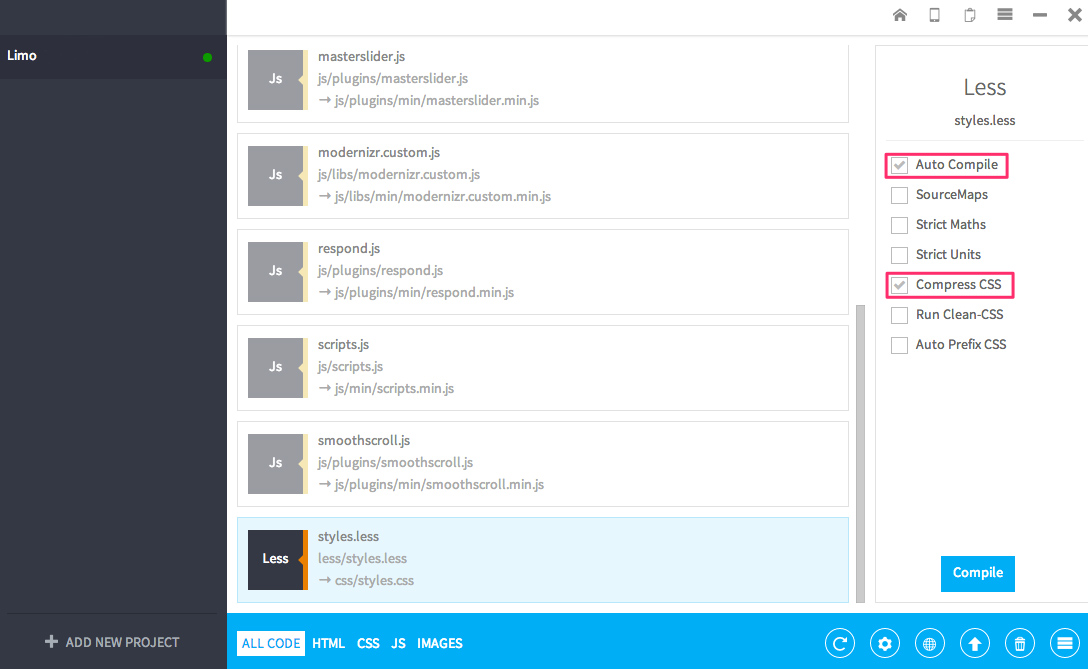 Limo
Js
masterslider.js
js/plugins/masterslider.js
→ js/plugins/min/masterslider.min.js
Js
modernizr.custom.js
js/libs/modernizr.custom.js
→ js/libs/min/modernizr.custom.min.js
Js
respond.js
js/plugins/respond.js
→ js/plugins/min/respond.min.js
Js
scripts.js
js/scripts.js
→ js/min/scripts.min.js
Js
smoothscroll.js
js/plugins/smoothscroll.js
→ js/plugins/min/smoothscroll.min.js
Less
styles.less
less/styles.less
→ css/styles.css
Less
styles.less
Auto Compile
SourceMaps
Strict Maths
Strict Units
Compress CSS
Run Clean-CSS
Auto Prefix CSS
Compile
ADD NEW PROJECT
ALL CODE HTML CSS JS IMAGES